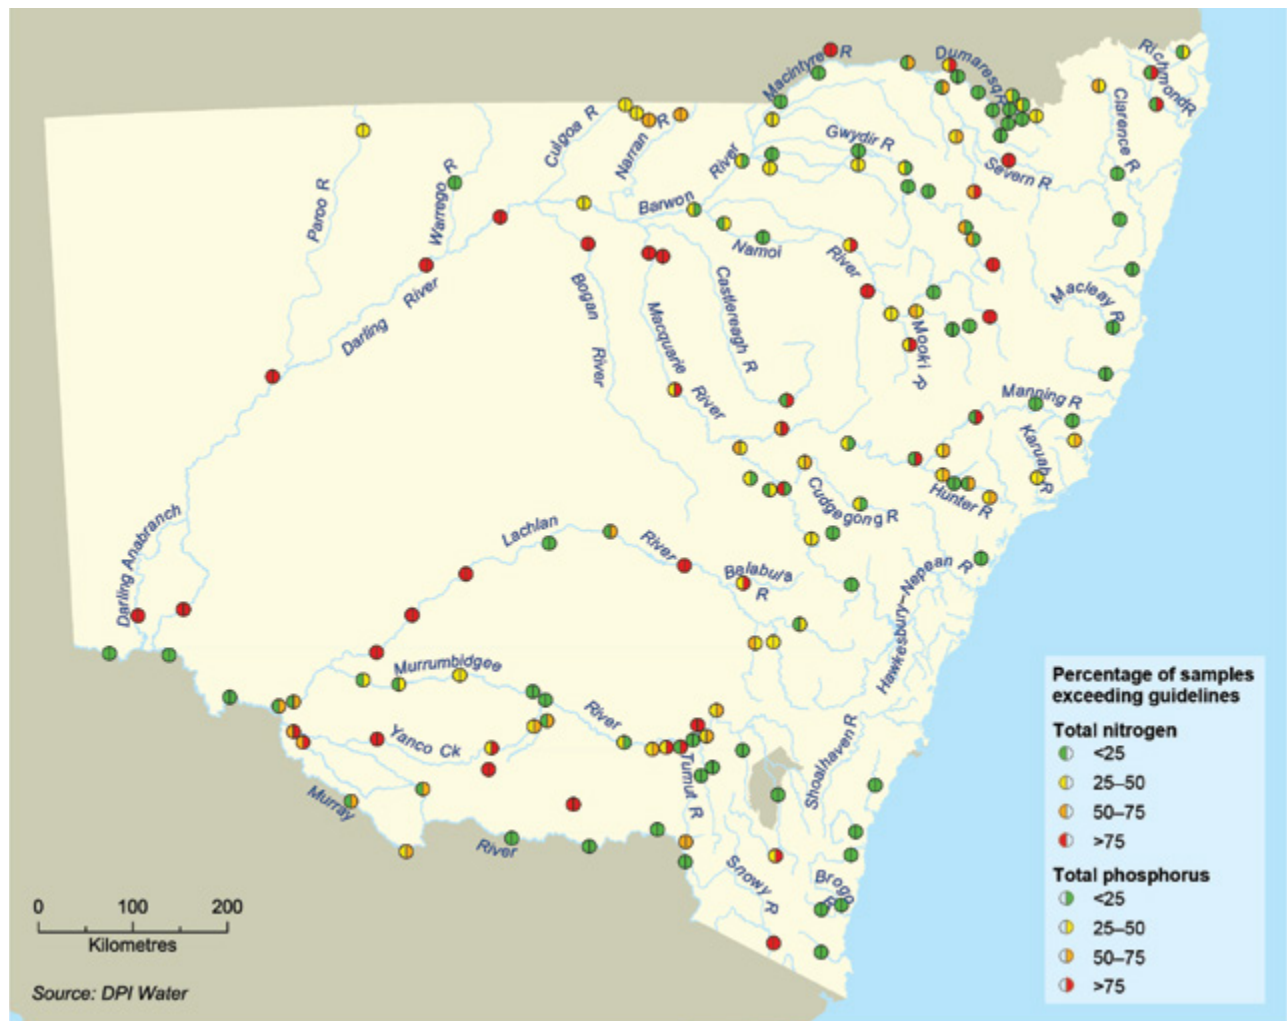 Macintyre R
Dumaresq R
Richmond R
Clarence R
Culgoa R
Narran R
Gwydir R
Severn R
Paroo R
Warrego R
River
Barwon
Namoi
River
Macleay R
Darling
River
Bogan
River
Macquarie
River
Castlereagh R
Mooki R
Manning R
Karuah R
Hunter R
Cudgegong R
Darling Anabranch
Lachlan
River
Belabula
R
Hawkesbury–Nepean R
Murrumbidgee
River
Yanco Ck
Tumut R
Shoalhaven R
Murray
River
Snowy R
Brogo
R
Percentage of samples
exceeding guidelines
Total nitrogen
<25
25–50
50–75
>75
Total phosphorus
<25
25–50
50–75
>75
0 100 200
Kilometres
Source: DPI Water